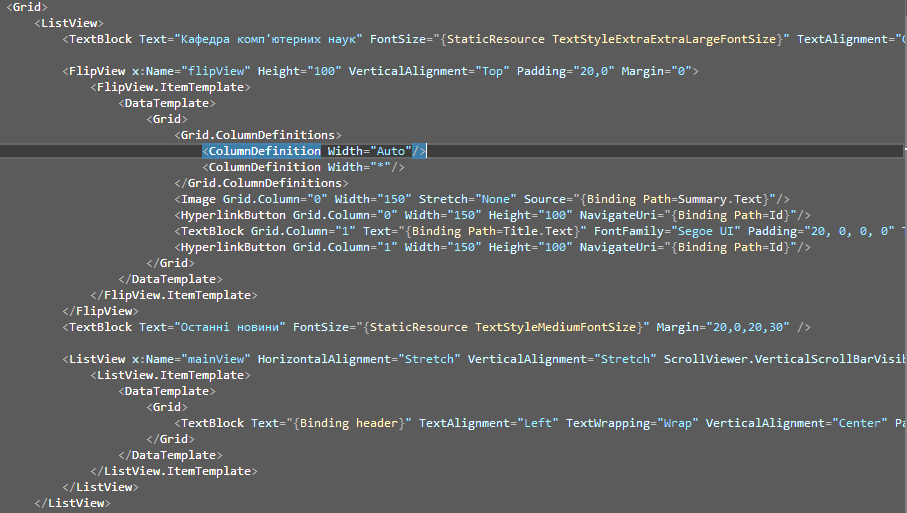 <Grid>
<ListView>
<TextBlock Text="Кафедра комп'ютерних наук" FontSize="{StaticResource TextStyleExtraExtraLargeFontSize}" TextAlignment="
<FlipView x:Name="flipView" Height="100" VerticalAlignment="Top" Padding="20,0" Margin="0">
<FlipView.ItemTemplate>
<DataTemplate>
<Grid>
<Grid.ColumnDefinitions>
<ColumnDefinition Width="Auto"/>
<ColumnDefinition Width="*"/>
</Grid.ColumnDefinitions>
<Image Grid.Column="0" Width="150" Stretch="None" Source="{Binding Path=Summary.Text}"/>
<HyperlinkButton Grid.Column="0" Width="150" Height="100" NavigateUri="{Binding Path=Id}"/>
<TextBlock Grid.Column="1" Text="{Binding Path=Title.Text}" FontFamily="Segoe UI" Padding="20, 0, 0, 0"
<HyperlinkButton Grid.Column="1" Width="150" Height="100" NavigateUri="{Binding Path=Id}"/>
</Grid>
</DataTemplate>
</FlipView.ItemTemplate>
</FlipView>
<TextBlock Text="Останні новини" FontSize="{StaticResource TextStyleMediumFontSize}" Margin="20,0,20,30" />
<ListView x:Name="mainView" HorizontalAlignment="Stretch" VerticalAlignment="Stretch" ScrollViewer.VerticalScrollBarVisib
<ListView.ItemTemplate>
<DataTemplate>
<Grid>
<TextBlock Text="{Binding header}" TextAlignment="Left" TextWrapping="Wrap" VerticalAlignment="Center" Pa
</Grid>
</DataTemplate>
</ListView.ItemTemplate>
</ListView>
</ListView>